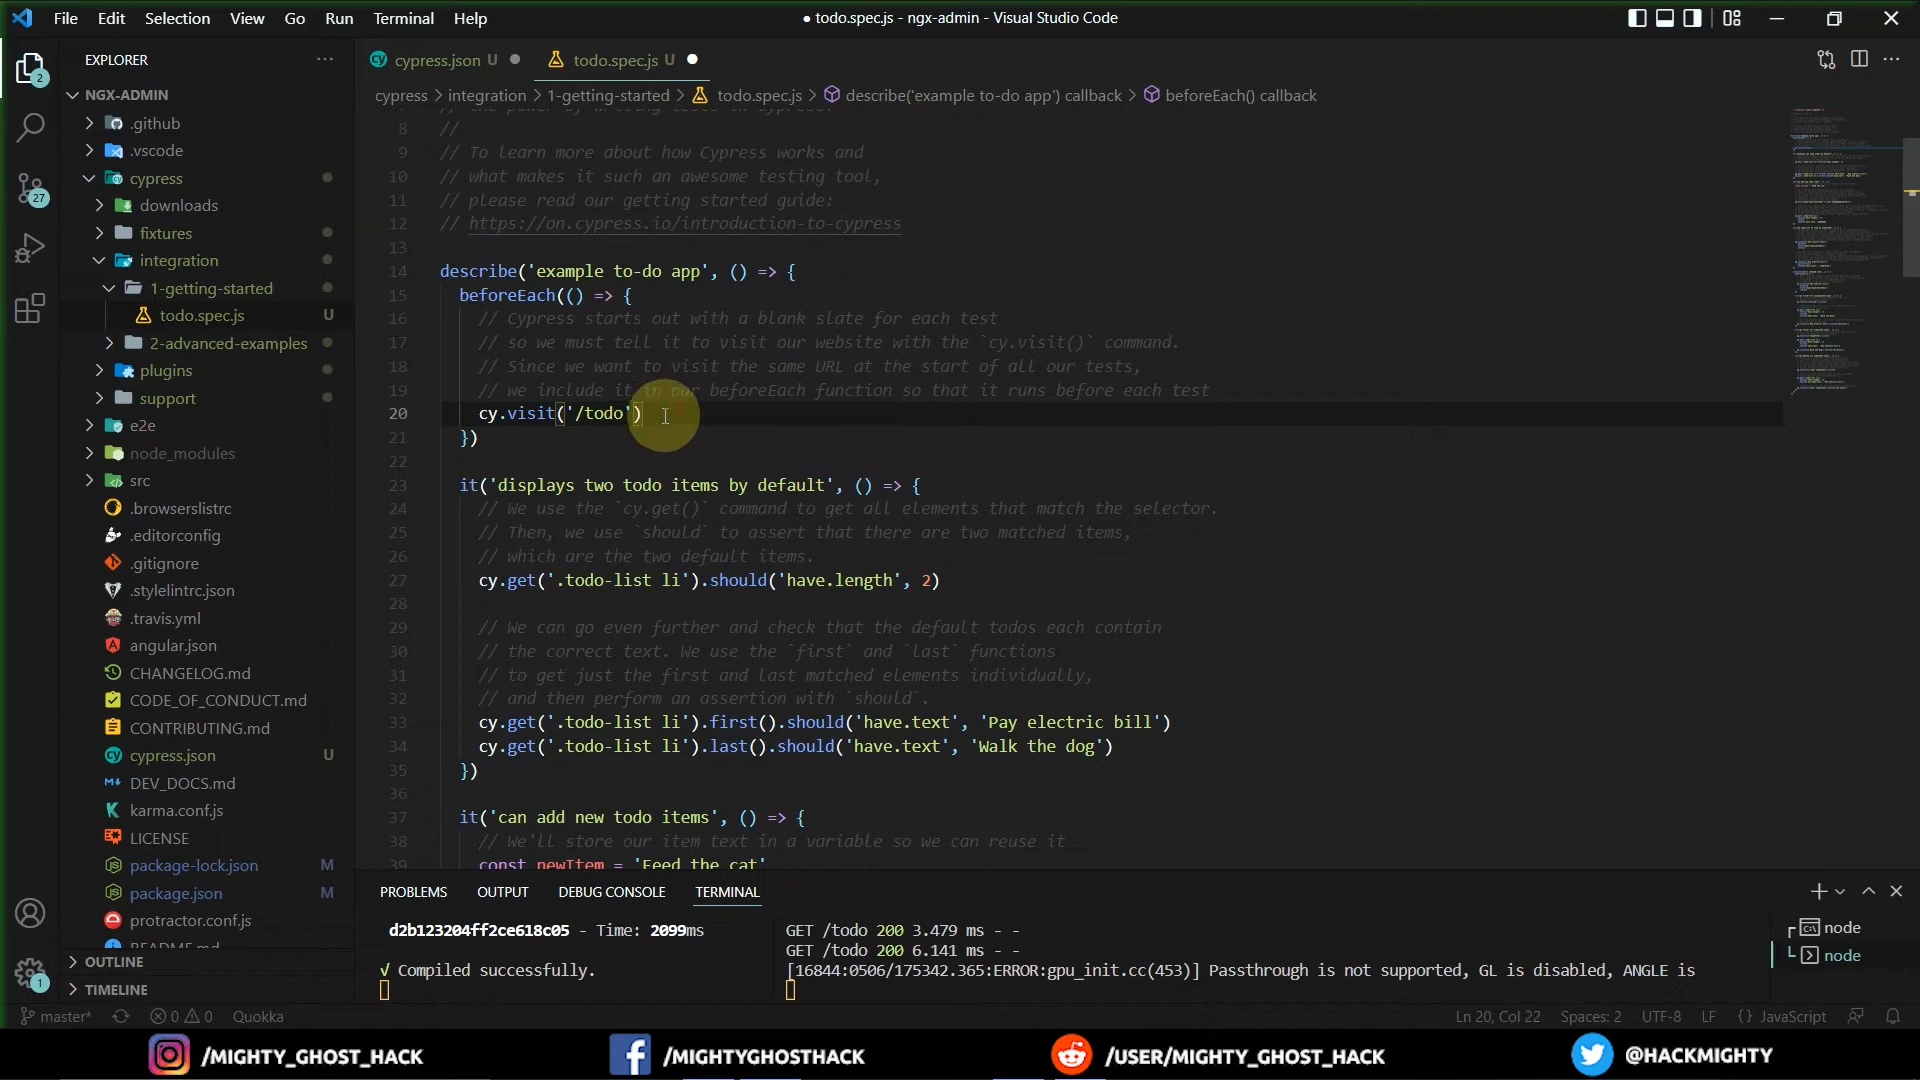 File Edit Selection View Go Run Terminal Help
● todo.spec.js - ngx-admin - Visual Studio Code
EXPLORER
NGX-ADMIN
.github
.vscode
cypress
downloads
fixtures
integration
1-getting-started
todo.spec.js U
2-advanced-examples
plugins
support
e2e
node_modules
src
.browserslistrc
.editorconfig
.gitignore
.stylelintrc.json
.travis.yml
angular.json
CHANGELOG.md
CODE_OF_CONDUCT.md
CONTRIBUTING.md
cypress.json U
DEV_DOCS.md
karma.conf.js
LICENSE
package-lock.json M
package.json M
protractor.conf.js
README.md
OUTLINE
TIMELINE
2
27
1
cypress.json U
todo.spec.js U
cypress > integration > 1-getting-started > todo.spec.js > describe('example to-do app') callback > beforeEach() callback
// the power of writing tests in Cypress.
8 //
9 // To learn more about how Cypress works and
10 // what makes it such an awesome testing tool,
11 // please read our getting started guide:
12 // https://on.cypress.io/introduction-to-cypress
13
14 describe('example to-do app', () => {
15 beforeEach(() => {
16 // Cypress starts out with a blank slate for each test
17 // so we must tell it to visit our website with the `cy.visit()` command.
18 // Since we want to visit the same URL at the start of all our tests,
19 // we include it in our beforeEach function so that it runs before each test
20 cy.visit('/todo')
21 })
22
23 it('displays two todo items by default', () => {
24 // We use the `cy.get()` command to get all elements that match the selector.
25 // Then, we use `should` to assert that there are two matched items,
26 // which are the two default items.
27 cy.get('.todo-list li').should('have.length', 2)
28
29 // We can go even further and check that the default todos each contain
30 // the correct text. We use the `first` and `last` functions
31 // to get just the first and last matched elements individually,
32 // and then perform an assertion with `should`.
33 cy.get('.todo-list li').first().should('have.text', 'Pay electric bill')
34 cy.get('.todo-list li').last().should('have.text', 'Walk the dog')
35 })
36
37 it('can add new todo items', () => {
38 // We'll store our item text in a variable so we can reuse it
39 const newItem = 'Feed the cat'
PROBLEMS OUTPUT DEBUG CONSOLE TERMINAL
d2b123204ff2ce618c05 - Time: 2099ms
√ Compiled successfully.
GET /todo 200 3.479 ms - -
GET /todo 200 6.141 ms - -
[16844:0506/175342.365:ERROR:gpu_init.cc(453)] Passthrough is not supported, GL is disabled, ANGLE is
node
node
master* 0 0 Quokka
Ln 20, Col 22 Spaces: 2 UTF-8 LF {} JavaScript
/MIGHTY_GHOST_HACK /MIGHTYGHOSTHACK /USER/MIGHTY_GHOST_HACK @HACKMIGHTY